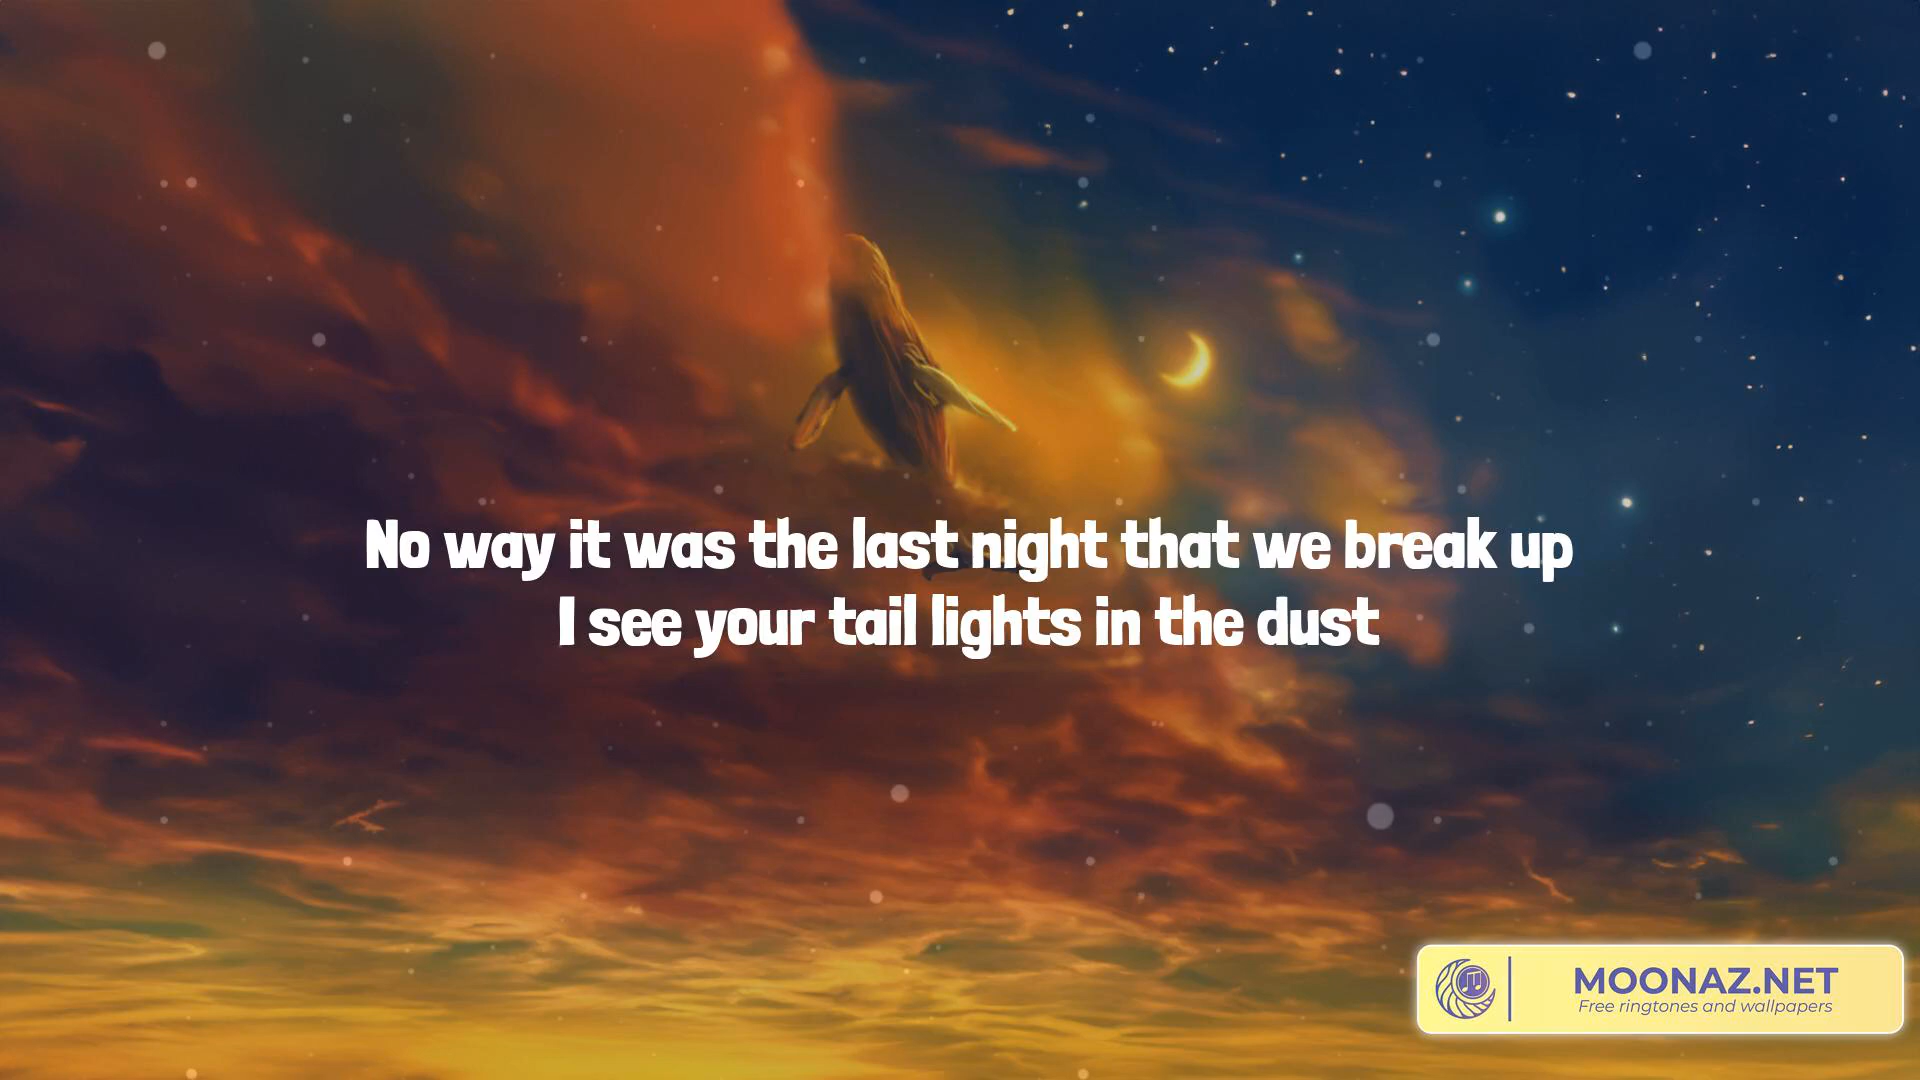 No way it was the last night that we break up
I see your tail lights in the dust
MOONAZ.NET
Free ringtones and wallpapers